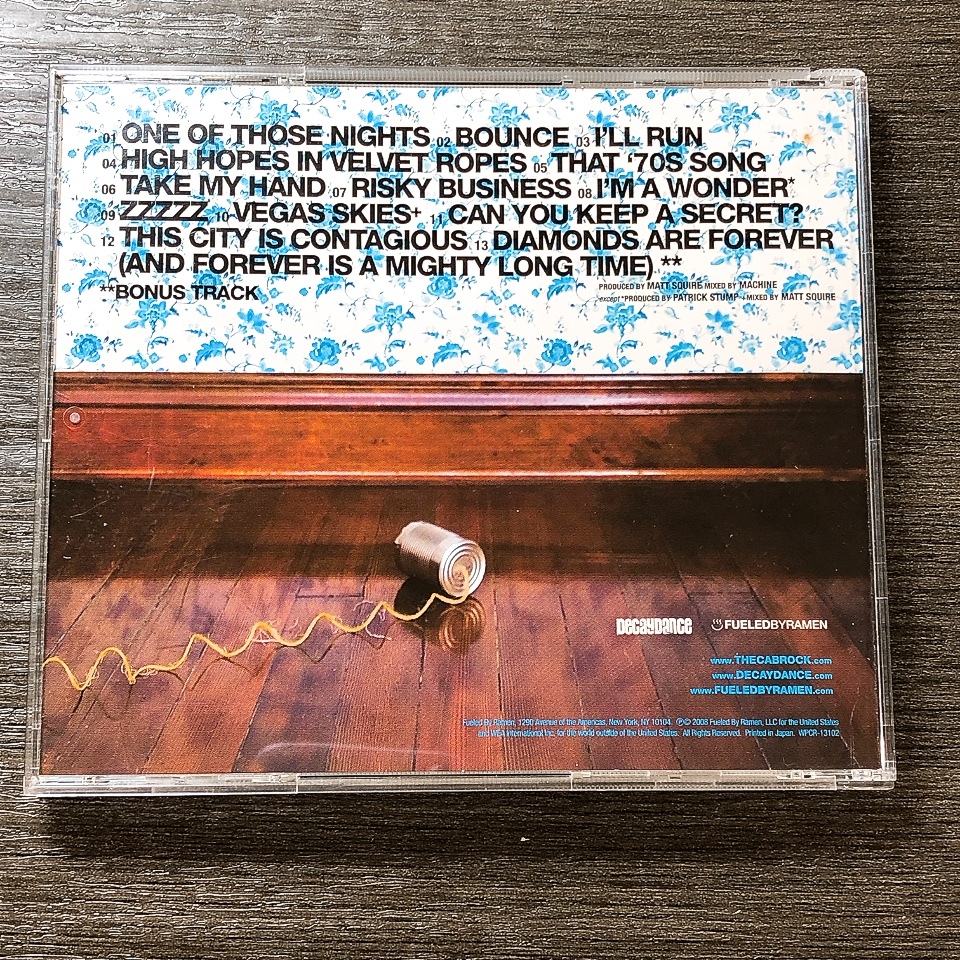 01 ONE OF THOSE NIGHTS 02 BOUNCE 03 I'LL RUN
04 HIGH HOPES IN VELVET ROPES 05 THAT '70S SONG
06 TAKE MY HAND 07 RISKY BUSINESS 08 I'M A WONDER*
09 ZZZZZ 10 VEGAS SKIES+ 11 CAN YOU KEEP A SECRET?
12 THIS CITY IS CONTAGIOUS 13 DIAMONDS ARE FOREVER
(AND FOREVER IS A MIGHTY LONG TIME) **
**BONUS TRACK
PRODUCED BY MATT SQUIRE MIXED BY MACHINE
except *PRODUCED BY PATRICK STUMP +MIXED BY MATT SQUIRE
DECAYDANCE FUELEDBYRAMEN
www.THECABROCK.com
www.DECAYDANCE.com
www.FUELEDBYRAMEN.com
Fueled By Ramen, 1290 Avenue of the Americas, New York, NY 10104. ℗© 2008 Fueled By Ramen, LLC for the United States
and WEA International Inc. for the world outside of the United States. All Rights Reserved. Printed in Japan. WPCR-13102